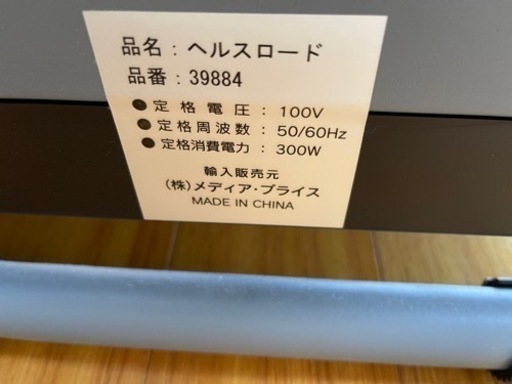 品名：ヘルスロード
品番：39884
●定格電圧：100V
●定格周波数：50/60Hz
●定格消費電力：300W
輸入販売元
(株)メディア・プライス
MADE IN CHINA